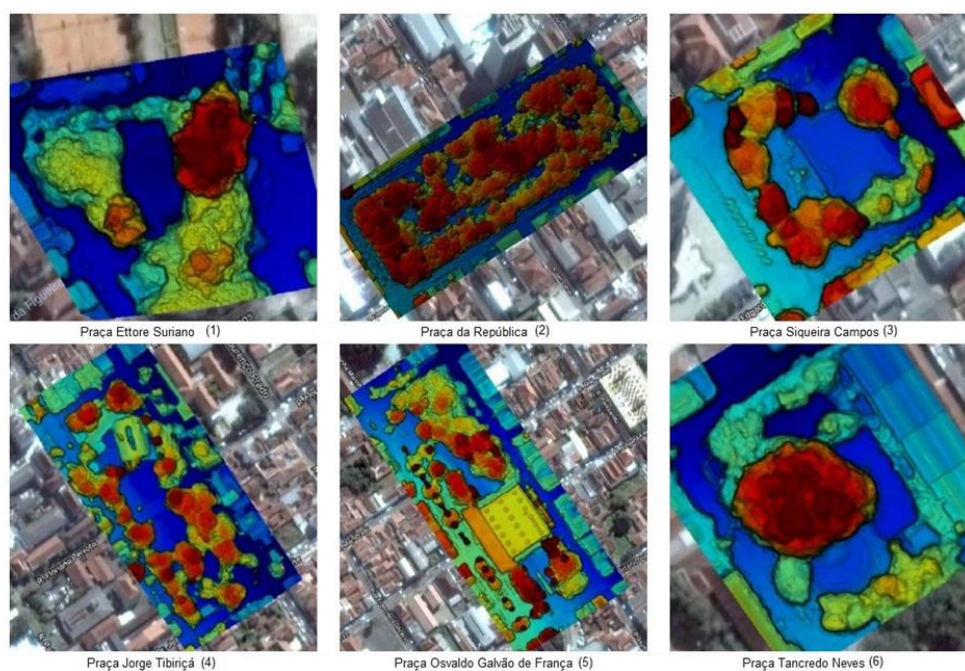 Praça Ettore Suriano (1)
Praça da República (2)
Praça Siqueira Campos (3)
Praça Jorge Tibiriçá (4)
Praça Osvaldo Galvão de França (5)
Praça Tancredo Neves (6)